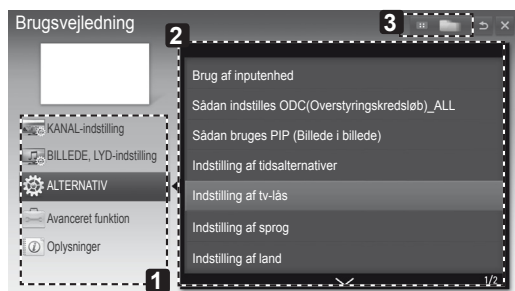 Brugsvejledning
3
2
KANAL-indstilling
BILLEDE, LYD-indstilling
ALTERNATIV
Avanceret funktion
Oplysninger
1
Brug af inputenhed
Sådan indstilles ODC(Overstyringskredsløb)_ALL
Sådan bruges PIP (Billede i billede)
Indstilling af tidsalternativer
Indstilling af tv-lås
Indstilling af sprog
Indstilling af land
1/2